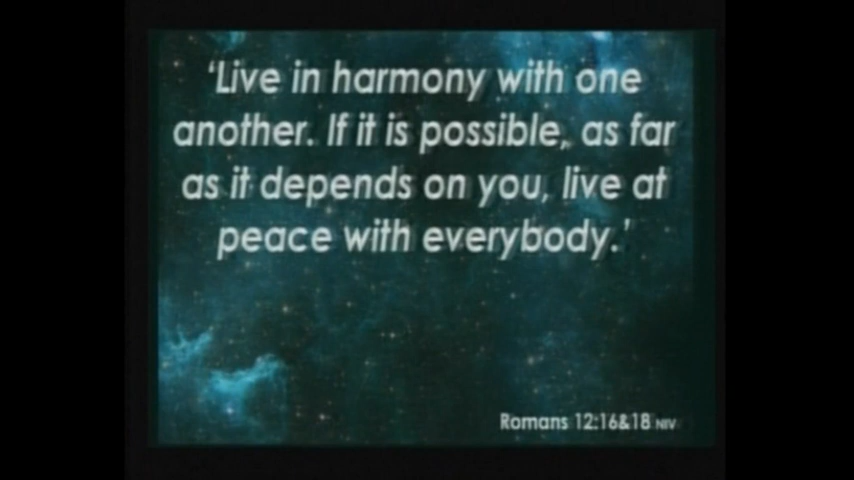 ‘Live in harmony with one
another. If it is possible, as far
as it depends on you, live at
peace with everybody.’
Romans 12:16&18 NIV